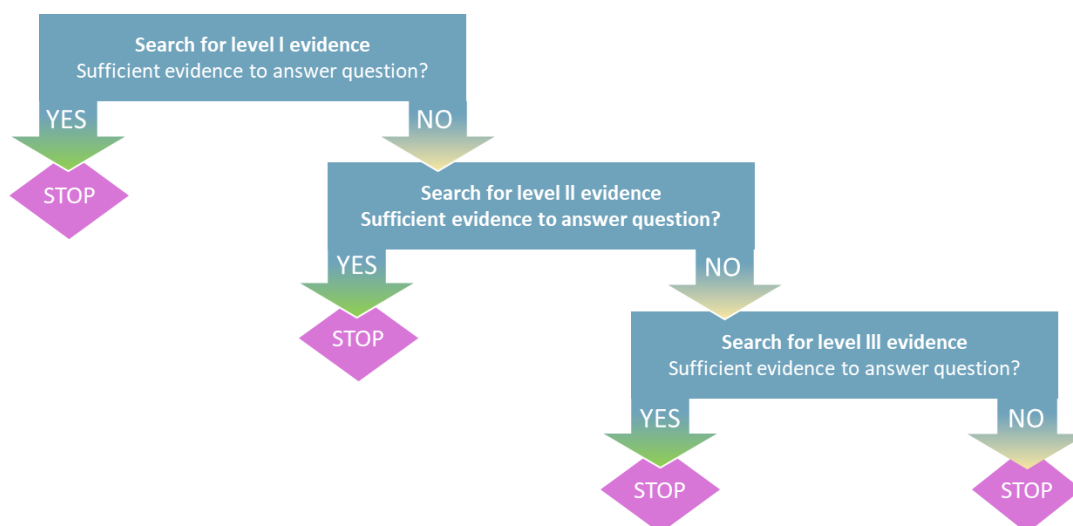 Search for level I evidence
Sufficient evidence to answer question?
YES
NO
STOP
Search for level II evidence
Sufficient evidence to answer question?
YES
NO
STOP
Search for level III evidence
Sufficient evidence to answer question?
YES
NO
STOP
STOP